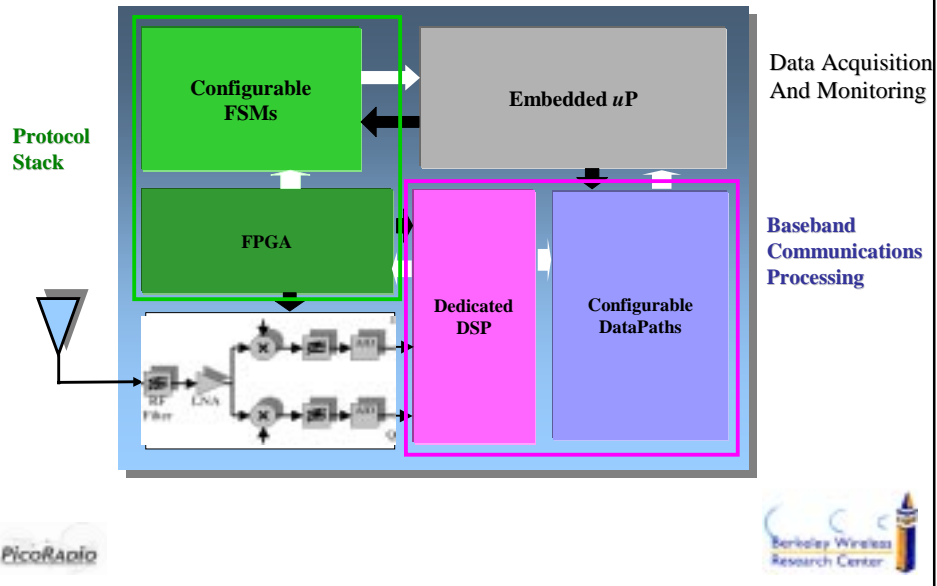 Configurable
FSMs
Embedded uP
Data Acquisition
And Monitoring
Protocol
Stack
FPGA
Baseband
Communications
Processing
Dedicated
DSP
Configurable
DataPaths
RF
Filter
LNA
A/D
A/D
Q
PicoRadio
Berkeley Wireless
Research Center